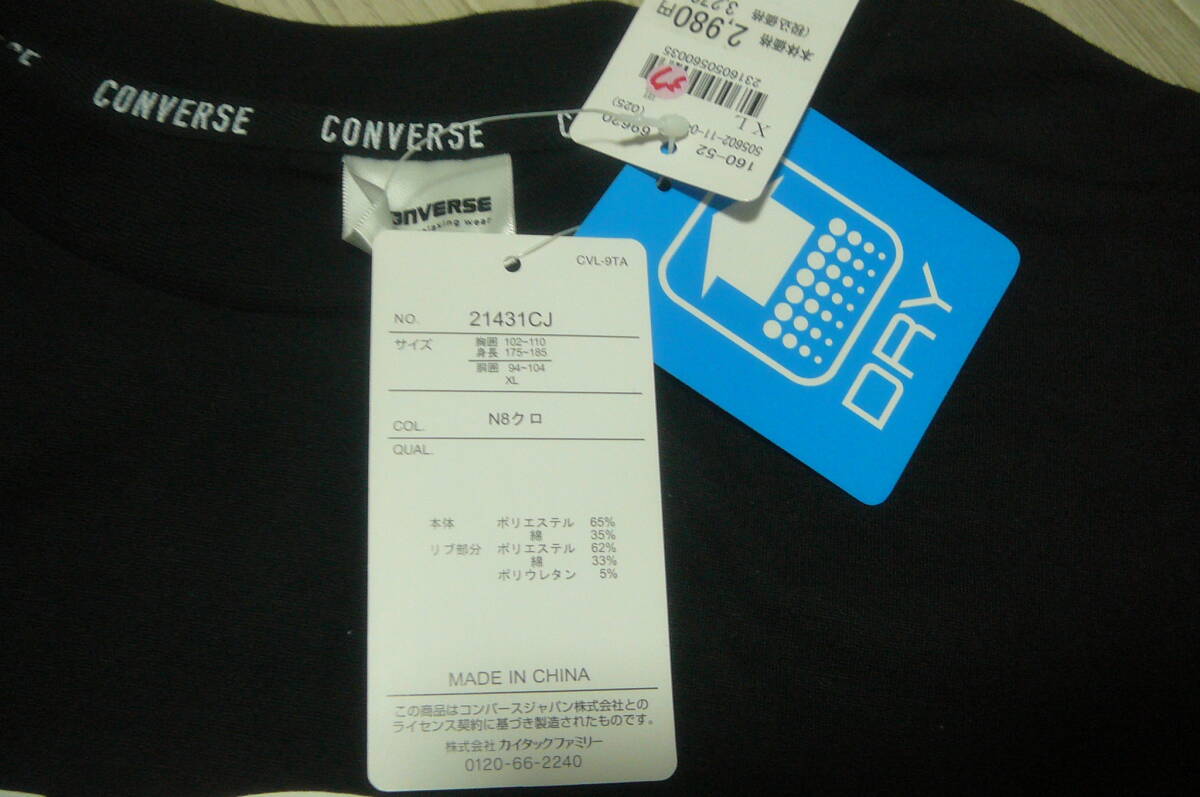 CONVERSE
CONVERSE
CONVERSE
本体価格 2,980円
(税込価格
2316050560035
XL
(025)
160-52
DRY
CVL-9TA
NO. 21431CJ
サイズ 胸囲 102~110
身長 175~185
胴囲 94~104
XL
COL. N8クロ
QUAL.
本体 ポリエステル 65%
綿 35%
リブ部分 ポリエステル 62%
綿 33%
ポリウレタン 5%
MADE IN CHINA
この商品はコンバースジャパン株式会社との
ライセンス契約に基づき製造されたものです。
株式会社 カイタックファミリー
0120-66-2240